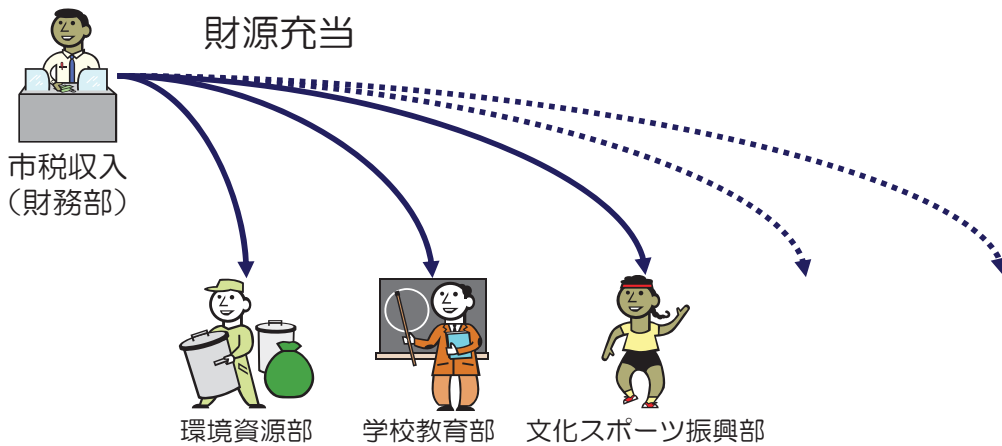 財源充当
市税収入
（財務部）
環境資源部
学校教育部
文化スポーツ振興部